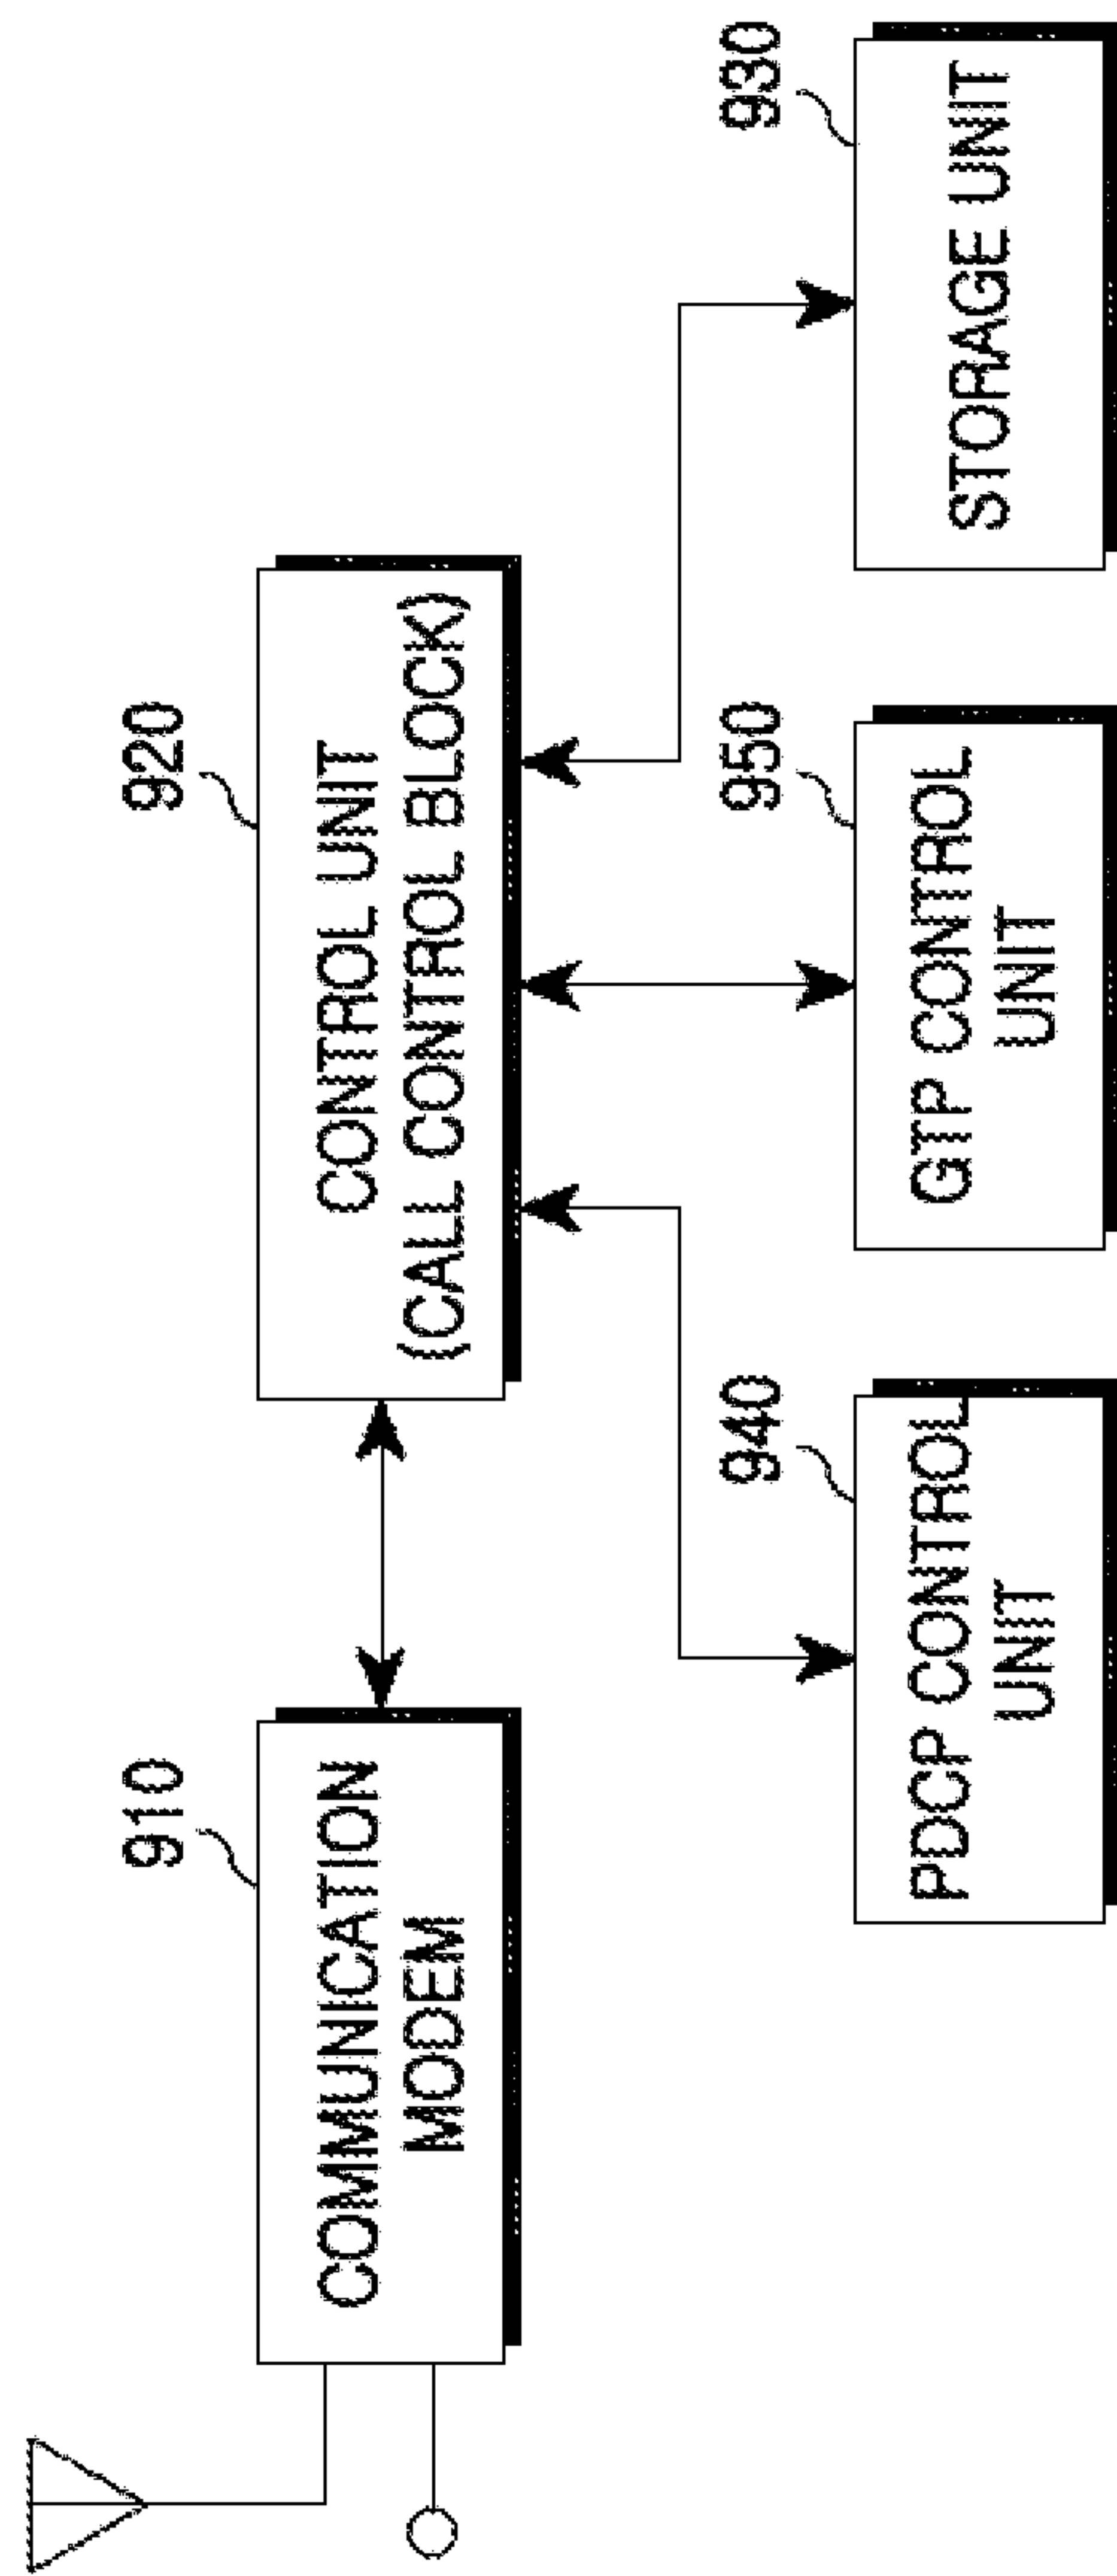 910
COMMUNICATION
MODEM
920
CONTROL UNIT
(CALL CONTROL BLOCK)
940
PDCP CONTROL
UNIT
950
GTP CONTROL
UNIT
930
STORAGE UNIT